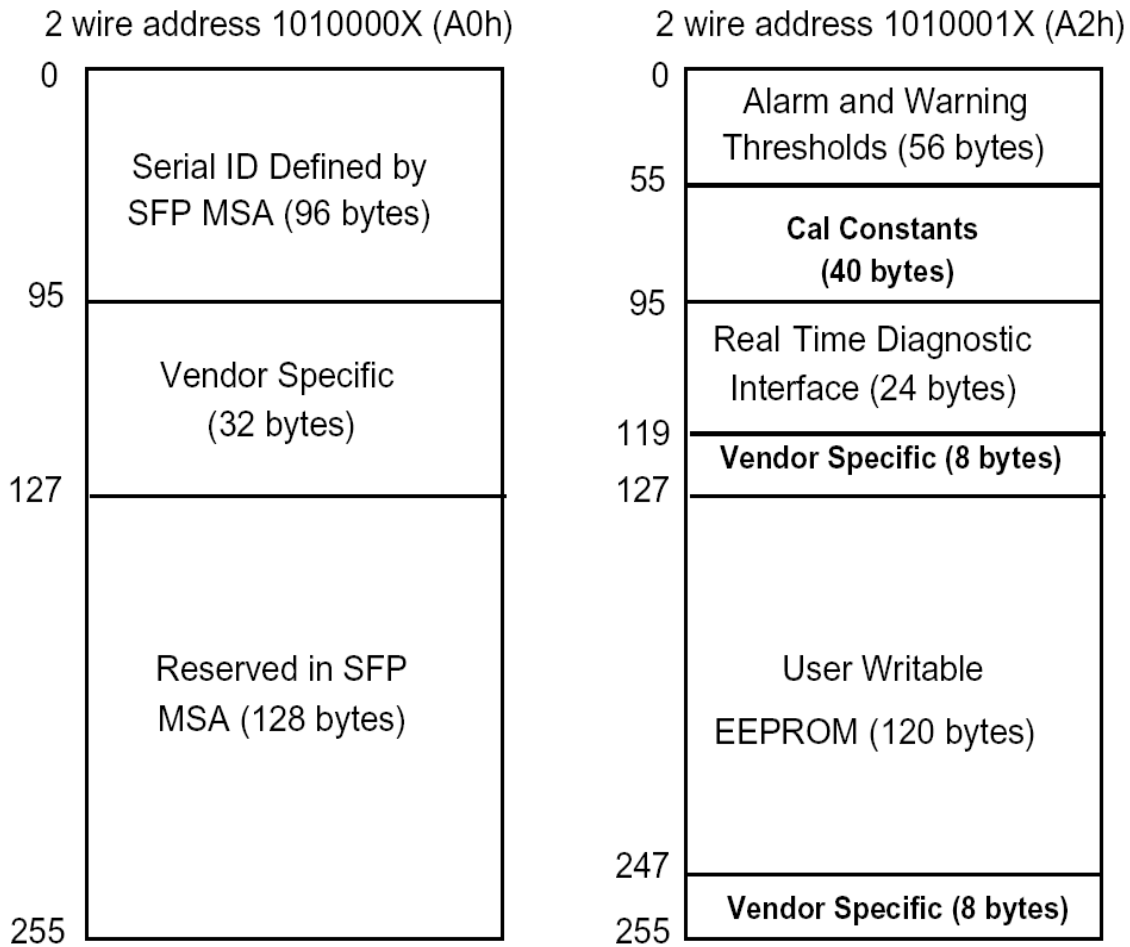 2 wire address 1010000X (A0h)
0
Serial ID Defined by
SFP MSA (96 bytes)
95
Vendor Specific
(32 bytes)
127
Reserved in SFP
MSA (128 bytes)
255
2 wire address 1010001X (A2h)
0
Alarm and Warning
Thresholds (56 bytes)
55
Cal Constants
(40 bytes)
95
Real Time Diagnostic
Interface (24 bytes)
119
Vendor Specific (8 bytes)
127
User Writable
EEPROM (120 bytes)
247
Vendor Specific (8 bytes)
255